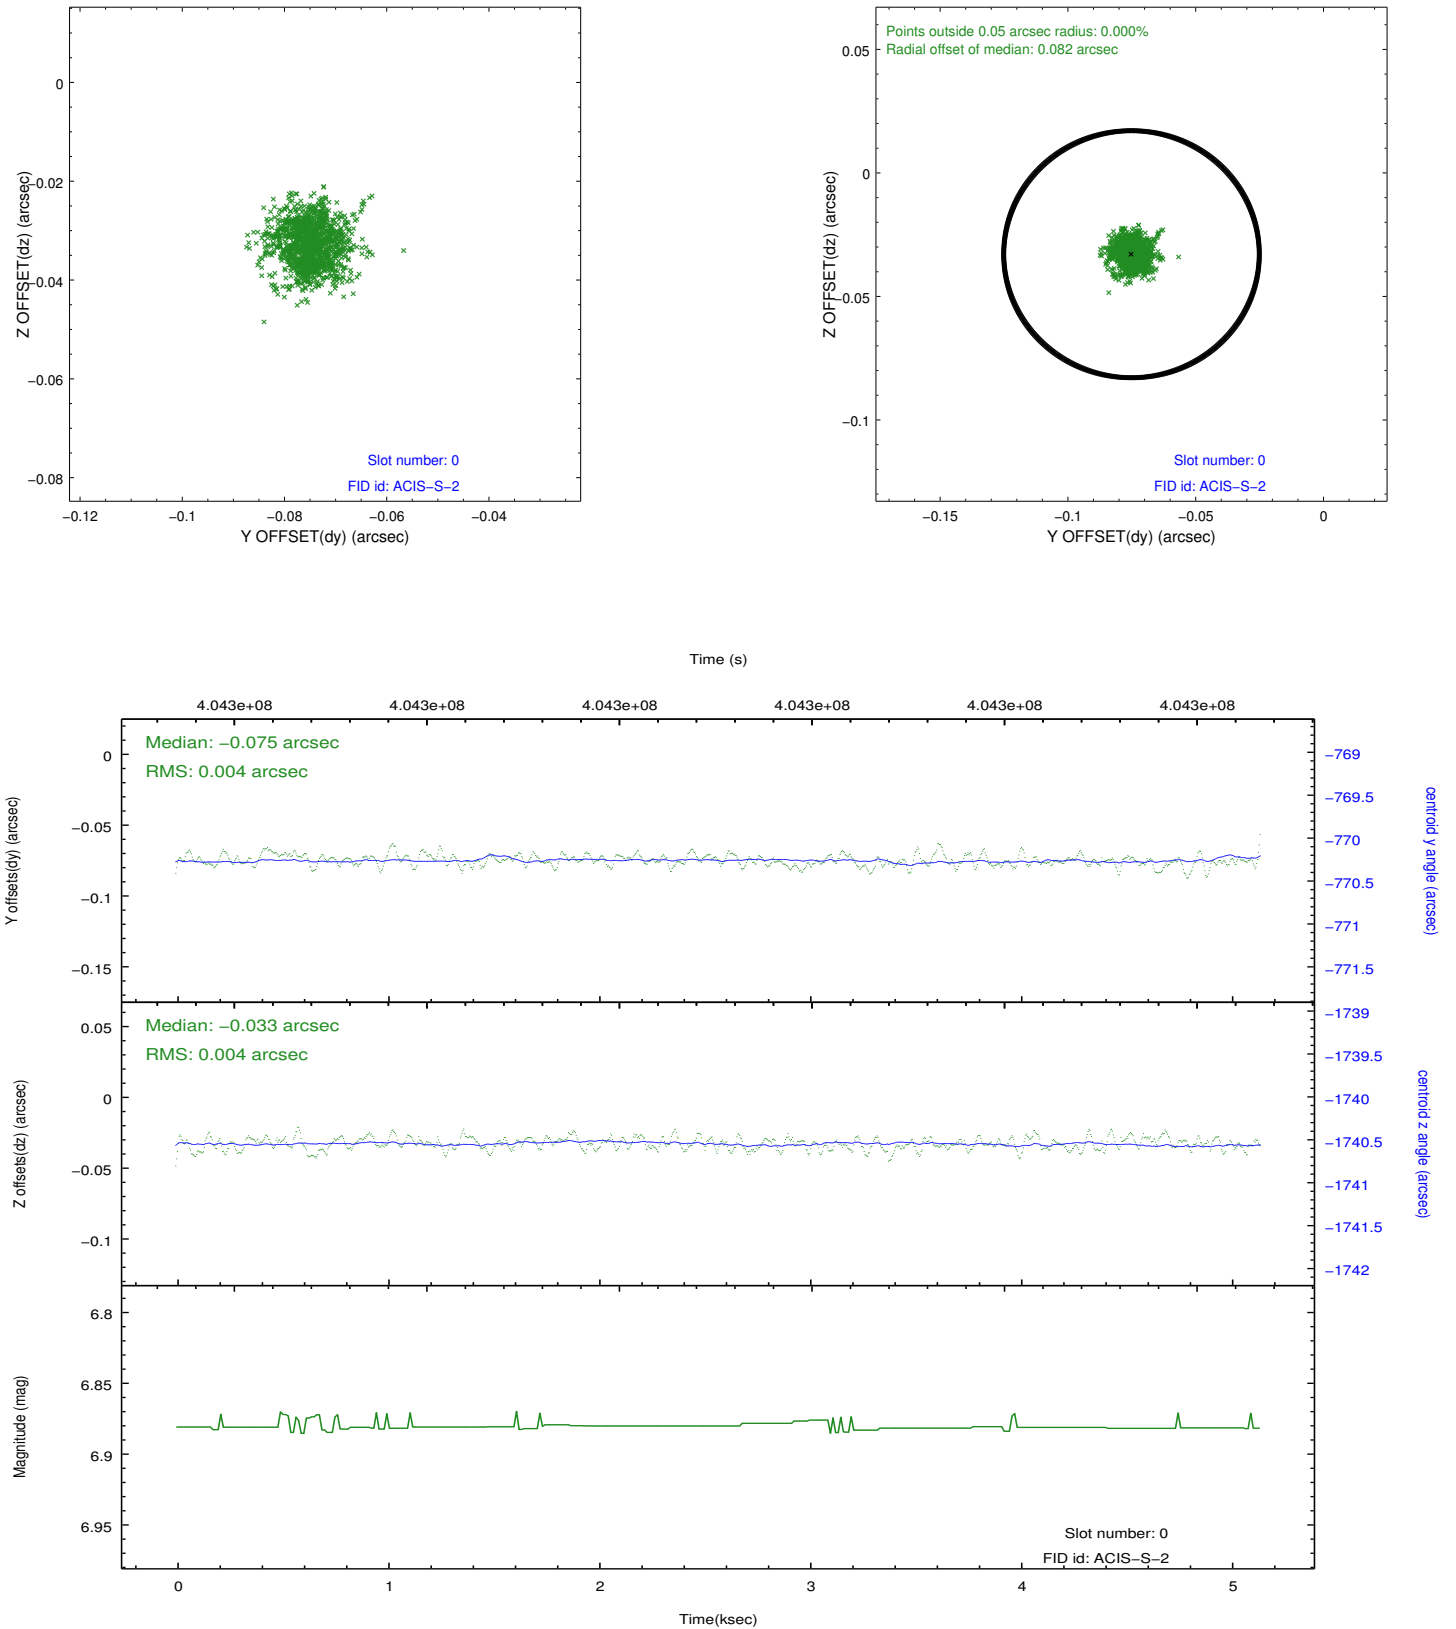 0
−0.02
−0.04
−0.06
−0.08
Z OFFSET(dz) (arcsec)
Slot number: 0
FID id: ACIS−S−2
−0.12
−0.1
−0.08
−0.06
−0.04
Y OFFSET(dy) (arcsec)
Points outside 0.05 arcsec radius: 0.000%
Radial offset of median: 0.082 arcsec
0.05
0
−0.05
−0.1
Z OFFSET(dz) (arcsec)
Slot number: 0
FID id: ACIS−S−2
−0.15
−0.1
−0.05
0
Y OFFSET(dy) (arcsec)
Time (s)
4.043e+08
4.043e+08
4.043e+08
4.043e+08
4.043e+08
4.043e+08
Median: −0.075 arcsec
RMS: 0.004 arcsec
0
−0.05
−0.1
−0.15
Y offsets(dy) (arcsec)
−769
−769.5
−770
−770.5
−771
−771.5
centroid y angle (arcsec)
Median: −0.033 arcsec
RMS: 0.004 arcsec
0.05
0
−0.05
−0.1
Z offsets(dz) (arcsec)
−1739
−1739.5
−1740
−1740.5
−1741
−1741.5
−1742
centroid z angle (arcsec)
6.8
6.85
6.9
6.95
Magnitude (mag)
Slot number: 0
FID id: ACIS−S−2
0
1
2
3
4
5
Time(ksec)